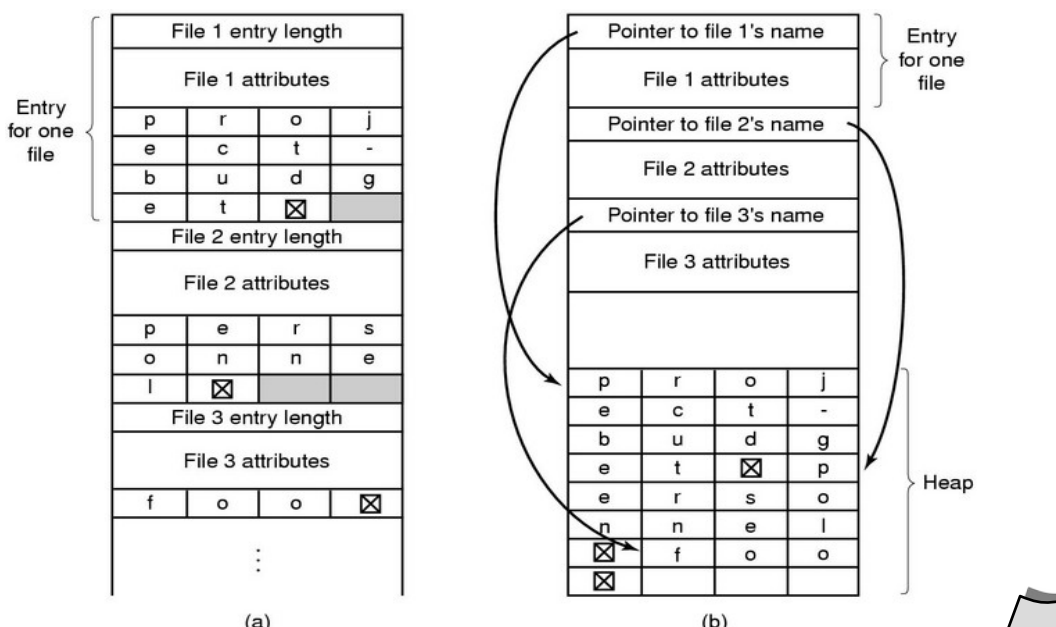 File 1 entry length
File 1 attributes
Entry
for one
file
p r o j
e c t -
b u d g
e t
File 2 entry length
File 2 attributes
p e r s
o n n e
l
File 3 entry length
File 3 attributes
f o o
⋮
(a)
Pointer to file 1's name
File 1 attributes
Entry
for one
file
Pointer to file 2's name
File 2 attributes
Pointer to file 3's name
File 3 attributes
p r o j
e c t -
b u d g
e t p
e r s o
n n e l
f o o
Heap
(b)